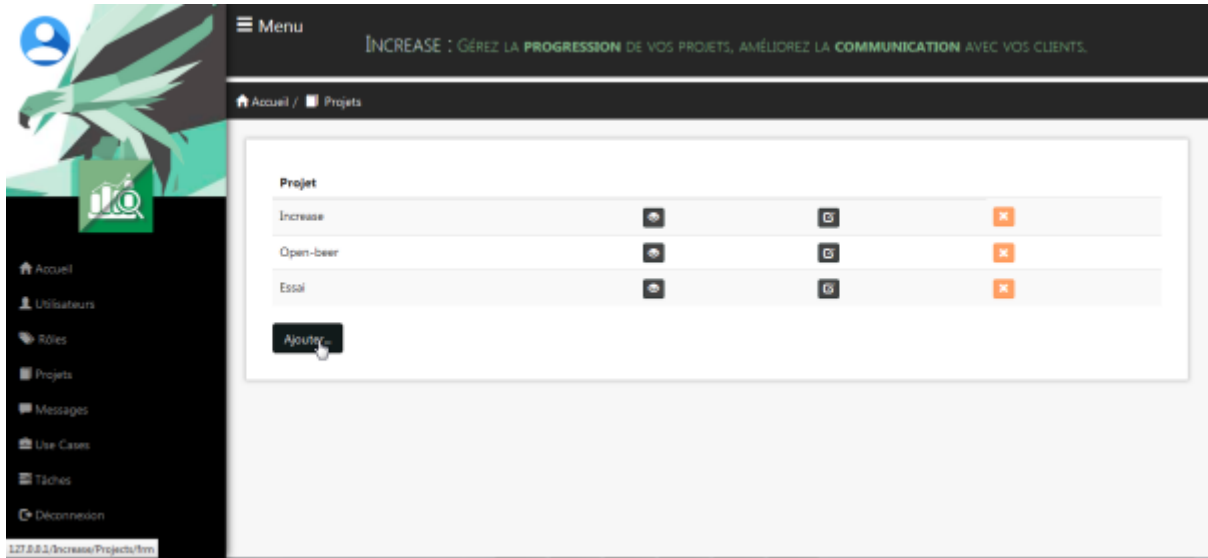 Menu
INCREASE : GÉREZ LA PROGRESSION DE VOS PROJETS, AMÉLIOREZ LA COMMUNICATION AVEC VOS CLIENTS.
Accueil / Projets
Projet
Increase
Open-beer
Essai
Ajouter...
Accueil
Utilisateurs
Rôles
Projets
Messages
Use Cases
Tâches
Déconnexion
127.0.0.1/Increase/Projects/frm